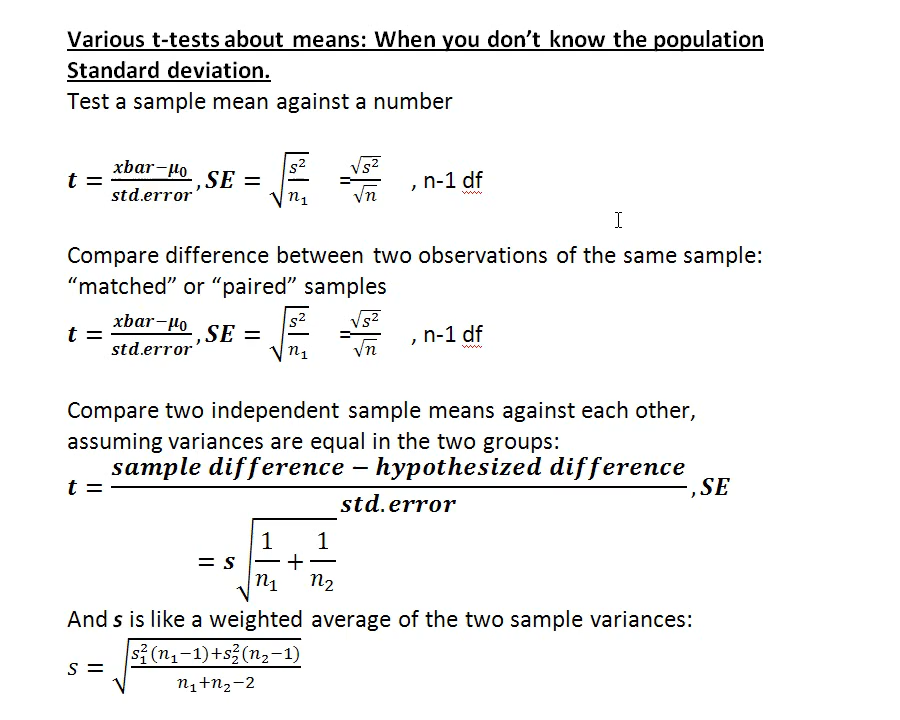 Various t-tests about means: When you don't know the population
Standard deviation.
Test a sample mean against a number
t = xbar−μ₀/std.error, SE = √(s²/n₁) =√s²/√n , n-1 df
Compare difference between two observations of the same sample:
“matched” or “paired” samples
t = xbar−μ₀/std.error, SE = √(s²/n₁) =√s²/√n , n-1 df
Compare two independent sample means against each other,
assuming variances are equal in the two groups:
t = sample difference − hypothesized difference/std.error, SE
= s √(1/n₁ + 1/n₂)
And s is like a weighted average of the two sample variances:
s = √(s₁²(n₁−1)+s₂²(n₂−1)/n₁+n₂−2)